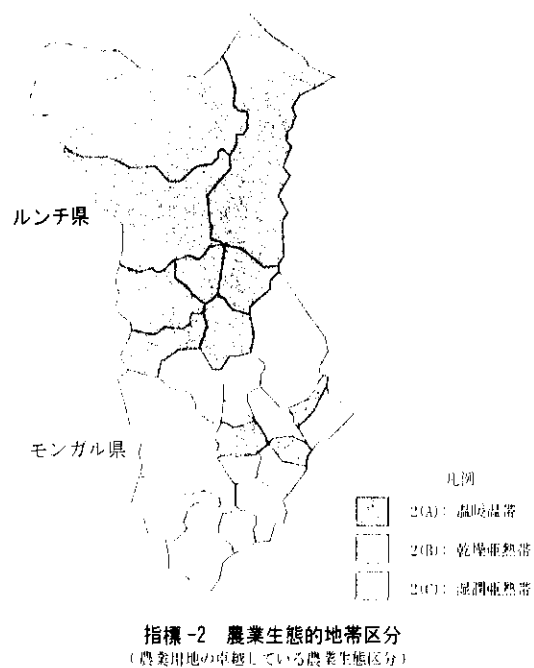 ルンチ県
モンガル県
凡例
2(A): 温暖温帯
2(B): 乾燥亜熱帯
2(C): 湿潤亜熱帯
指標-2 農業生態的地帯区分
(農業用地の卓越している農業生態区分)